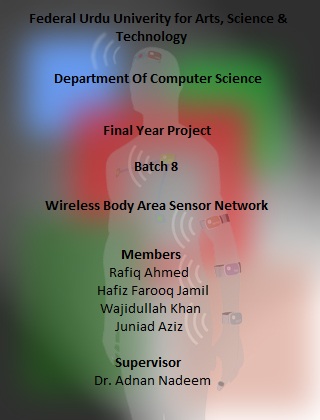 Federal Urdu Univerity for Arts, Science &
Technology
Department Of Computer Science
Final Year Project
Batch 8
Wireless Body Area Sensor Network
Members
Rafiq Ahmed
Hafiz Farooq Jamil
Wajidullah Khan
Juniad Aziz
Supervisor
Dr. Adnan Nadeem